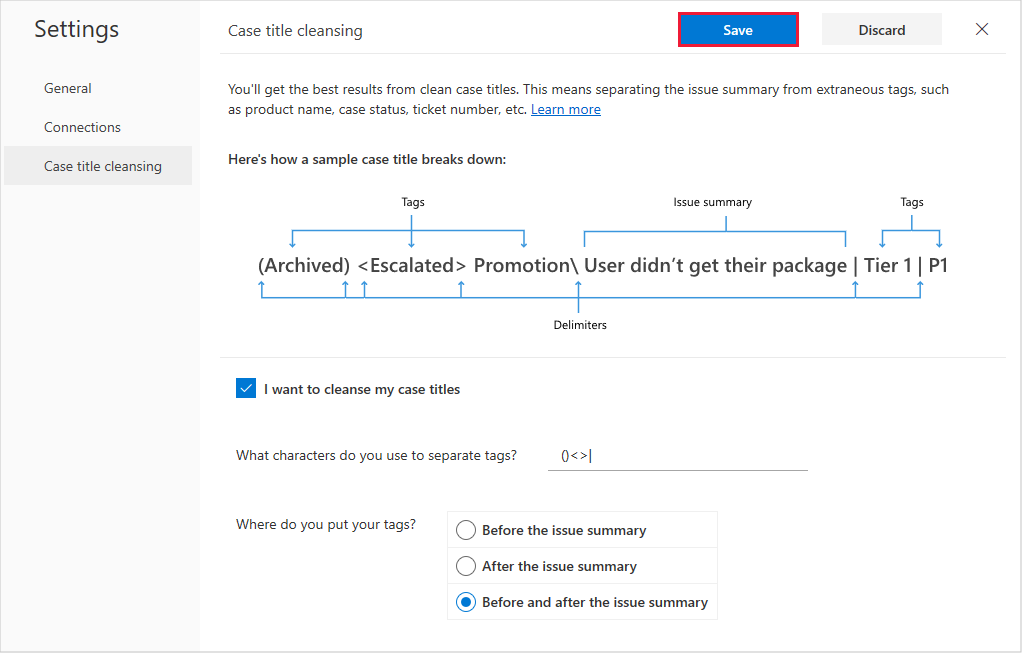 Settings
General
Connections
Case title cleansing
Case title cleansing
Save
Discard
You'll get the best results from clean case titles. This means separating the issue summary from extraneous tags, such
as product name, case status, ticket number, etc. Learn more
Here's how a sample case title breaks down:
Tags
Issue summary
Tags
(Archived) <Escalated> Promotion\ User didn’t get their package | Tier 1 | P1
Delimiters
I want to cleanse my case titles
What characters do you use to separate tags?
()<>|
Where do you put your tags?
Before the issue summary
After the issue summary
Before and after the issue summary